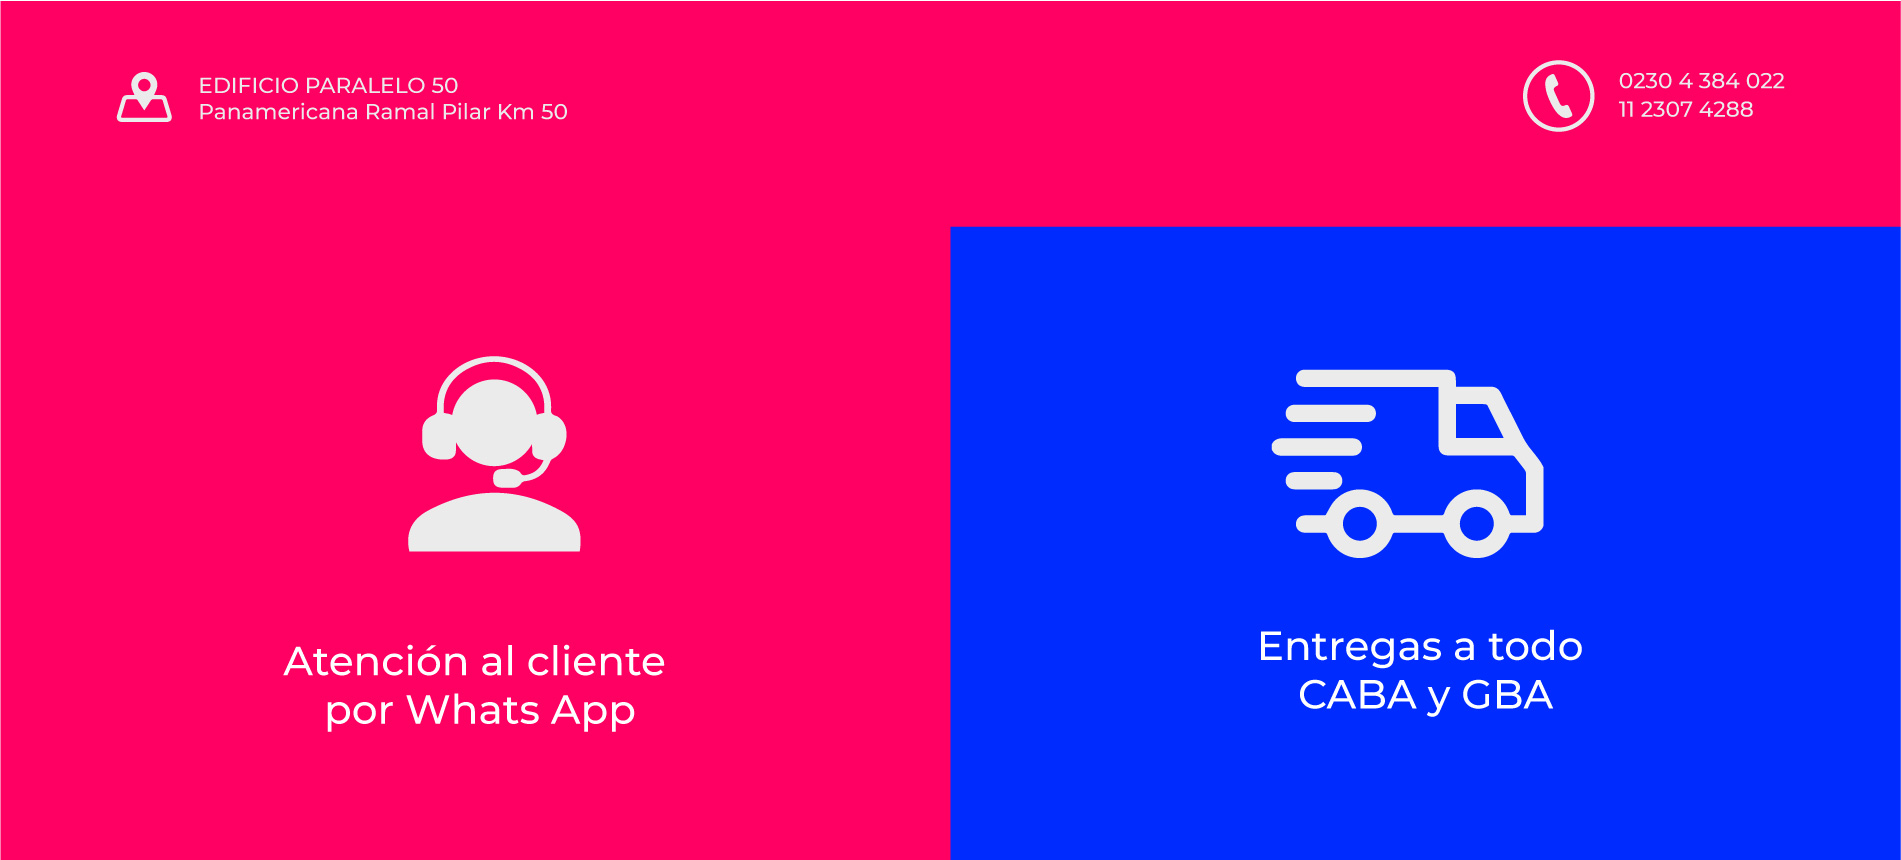 EDIFICIO PARALELO 50
Panamericana Ramal Pilar Km 50
0230 4 384 022
11 2307 4288
Atención al cliente
por Whats App
Entregas a todo
CABA y GBA